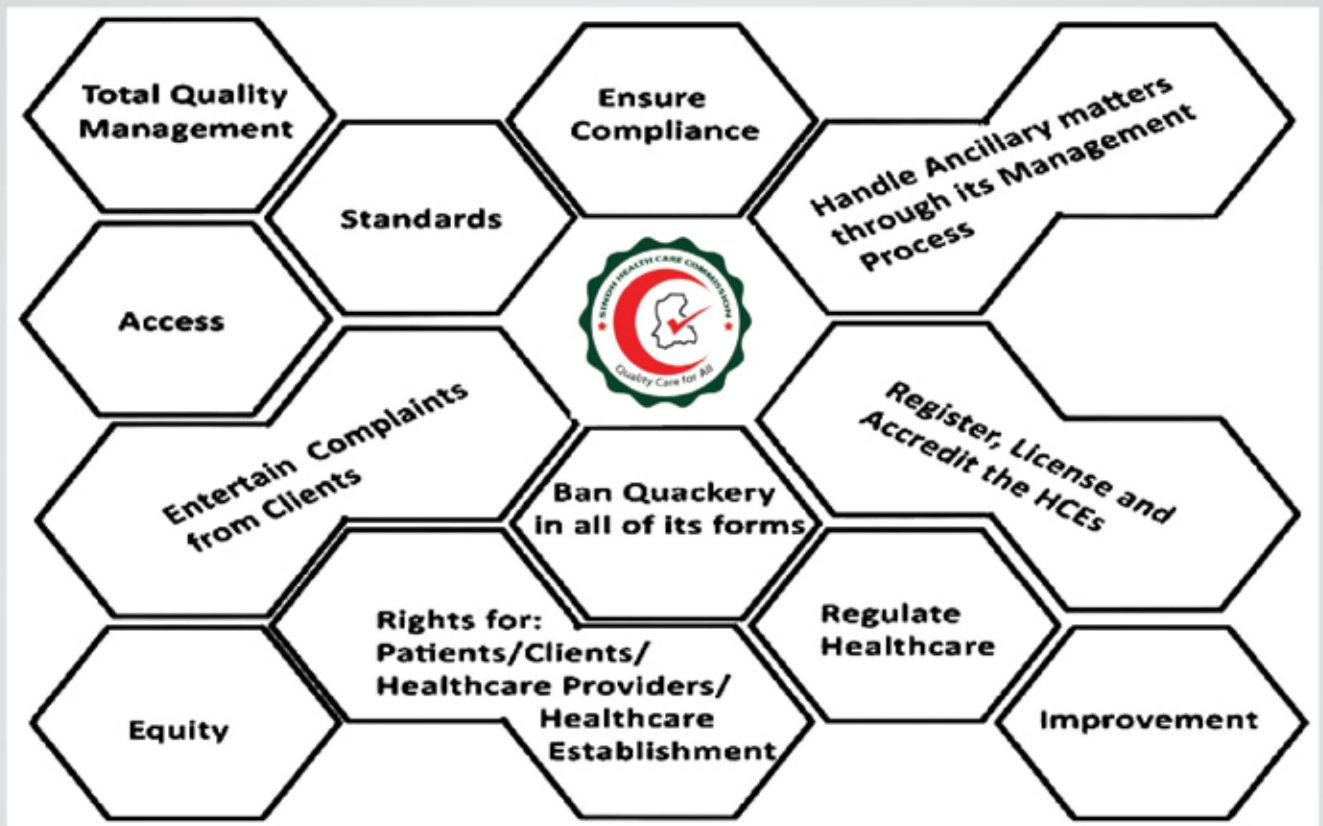 Total Quality
Management
Ensure
Compliance
Handle Ancillary matters
through its Management
Process
Standards
Access
SINDH HEALTH CARE COMMISSION
Quality Care for All
Entertain Complaints
from Clients
Register, License and
Accredit the HCEs
Ban Quackery
in all of its forms
Rights for:
Patients/Clients/
Healthcare Providers/
Healthcare
Establishment
Regulate
Healthcare
Equity
Improvement